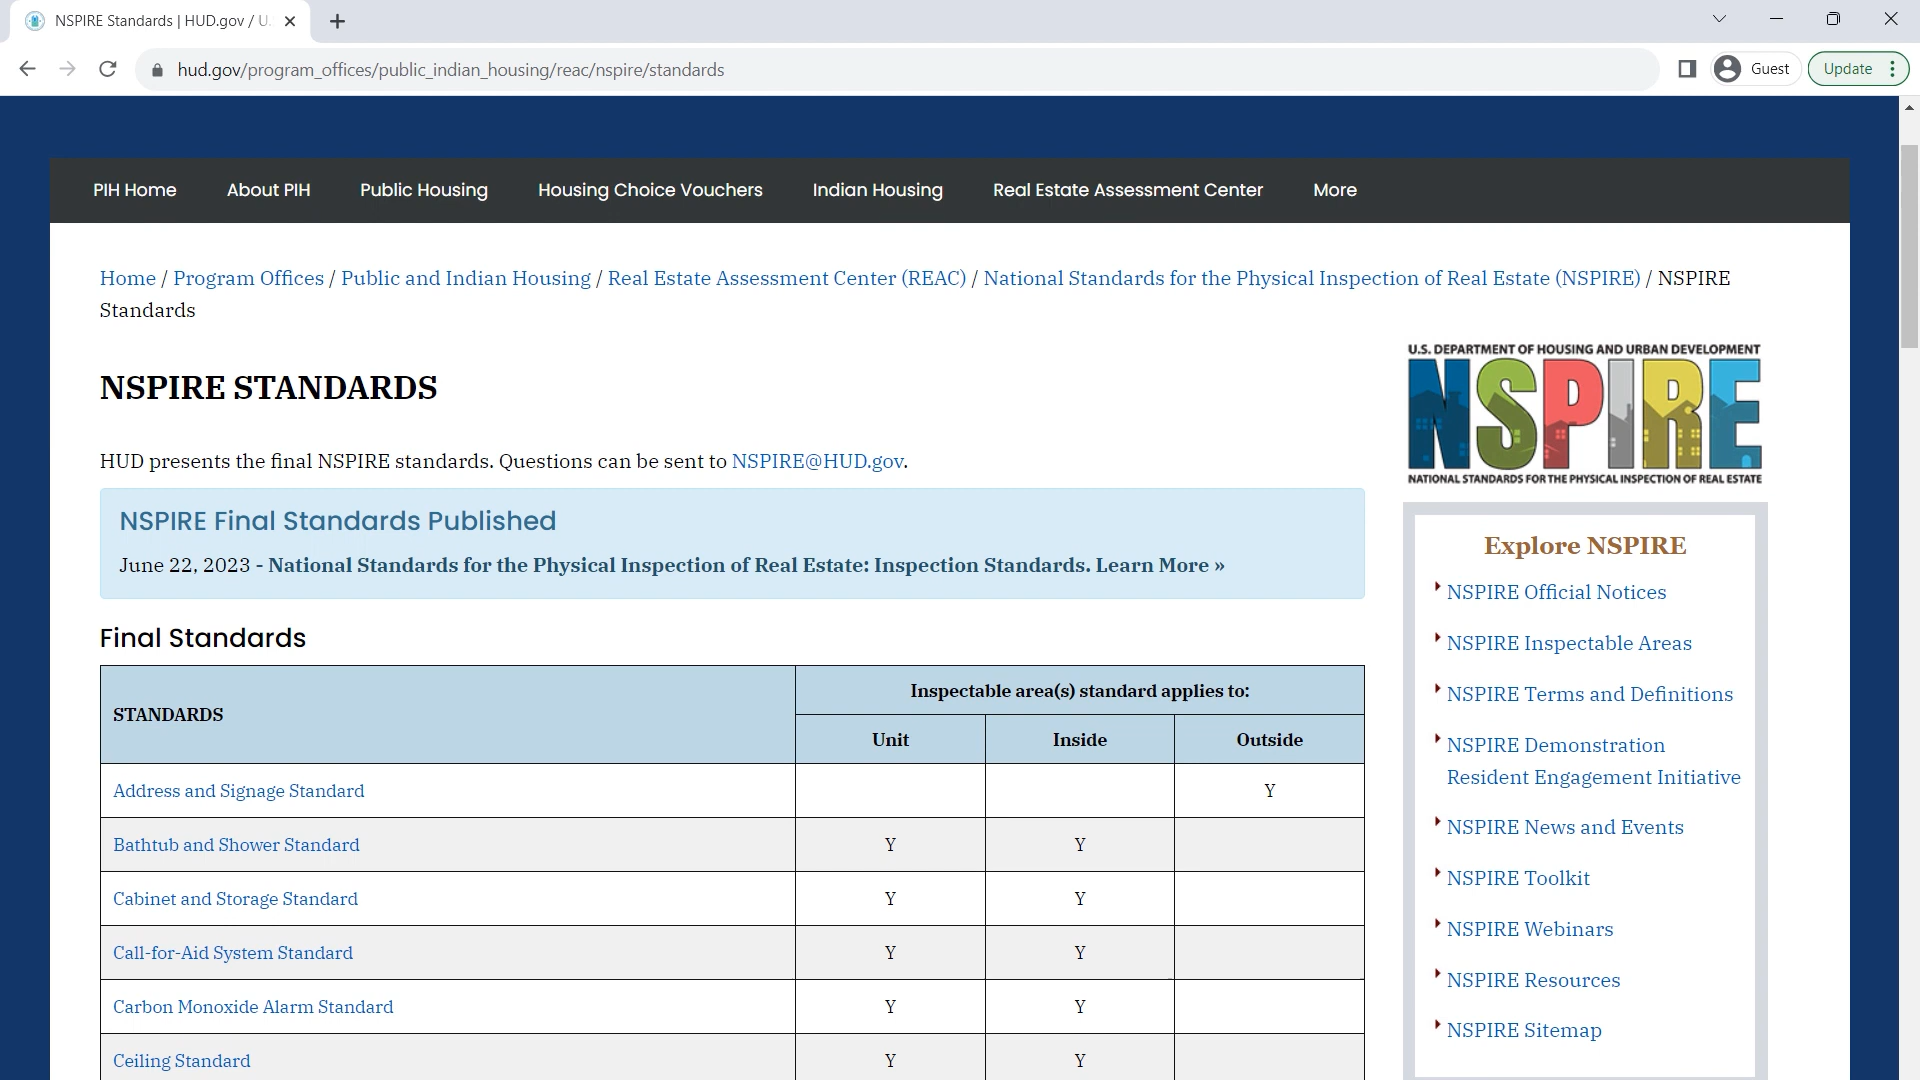 NSPIRE Standards | HUD.gov / U.
hud.gov/program_offices/public_indian_housing/reac/nspire/standards
Guest
Update
PIH Home
About PIH
Public Housing
Housing Choice Vouchers
Indian Housing
Real Estate Assessment Center
More
Home / Program Offices / Public and Indian Housing / Real Estate Assessment Center (REAC) / National Standards for the Physical Inspection of Real Estate (NSPIRE) / NSPIRE
Standards
NSPIRE STANDARDS
HUD presents the final NSPIRE standards. Questions can be sent to NSPIRE@HUD.gov.
NSPIRE Final Standards Published
June 22, 2023 - National Standards for the Physical Inspection of Real Estate: Inspection Standards. Learn More »
Final Standards
STANDARDS
Inspectable area(s) standard applies to:
Unit
Inside
Outside
Address and Signage Standard
Y
Bathtub and Shower Standard
Y
Y
Cabinet and Storage Standard
Y
Y
Call-for-Aid System Standard
Y
Y
Carbon Monoxide Alarm Standard
Y
Y
Ceiling Standard
Y
Y
U.S. DEPARTMENT OF HOUSING AND URBAN DEVELOPMENT
NSPIRE
NATIONAL STANDARDS FOR THE PHYSICAL INSPECTION OF REAL ESTATE
Explore NSPIRE
NSPIRE Official Notices
NSPIRE Inspectable Areas
NSPIRE Terms and Definitions
NSPIRE Demonstration
Resident Engagement Initiative
NSPIRE News and Events
NSPIRE Toolkit
NSPIRE Webinars
NSPIRE Resources
NSPIRE Sitemap